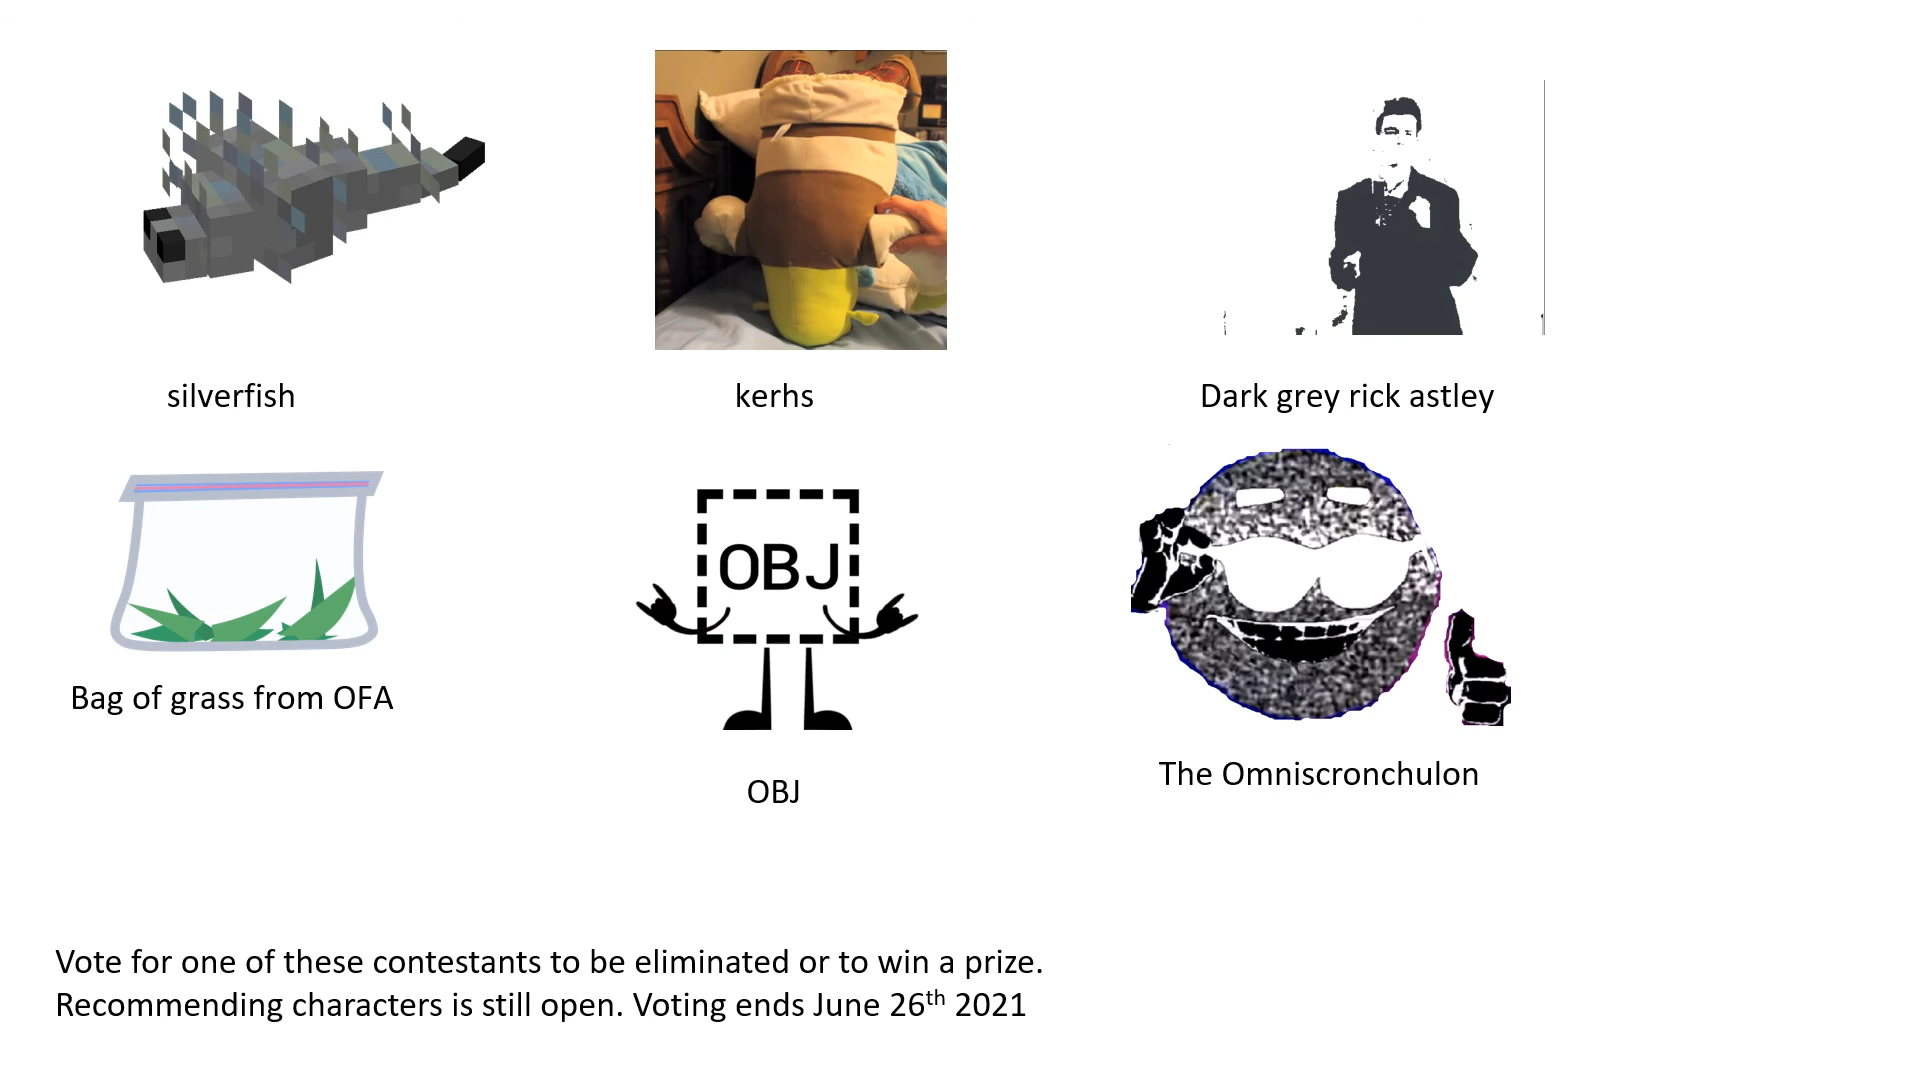 silverfish
kerhs
Dark grey rick astley
Bag of grass from OFA
OBJ
OBJ
The Omniscronchulon
Vote for one of these contestants to be eliminated or to win a prize.
Recommending characters is still open. Voting ends June 26th 2021